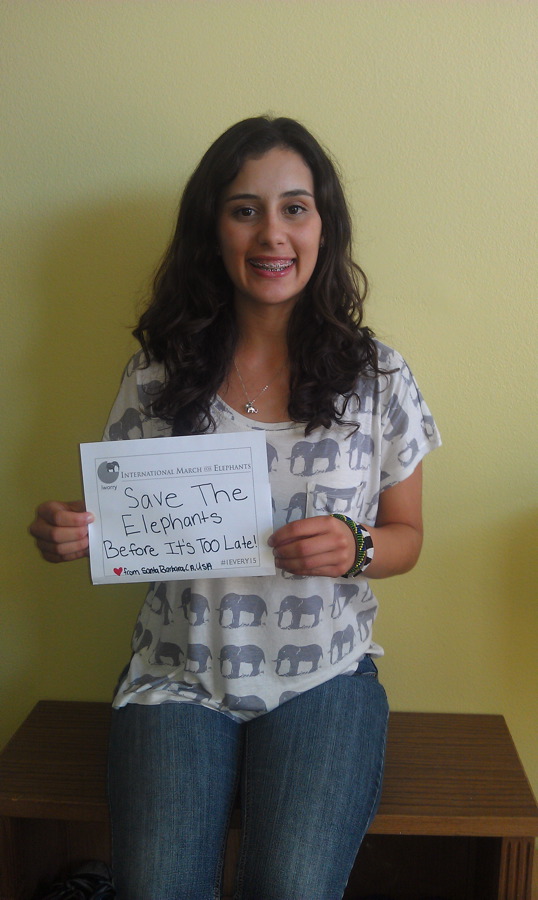 International March for Elephants
iworry
Save The
Elephants
Before It's TOO Late!
♥from Santa Barbara, CA, USA
#1EVERY15